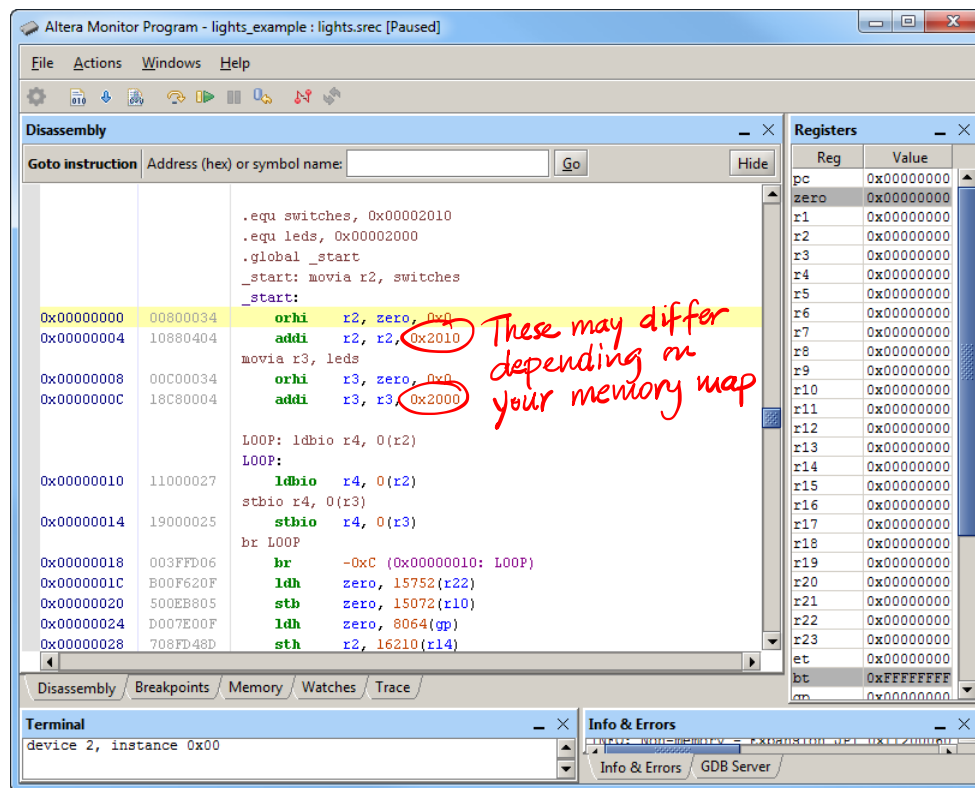 Altera Monitor Program - lights_example : lights.srec [Paused]
File Actions Windows Help
Disassembly
Goto instruction Address (hex) or symbol name: Go Hide
.equ switches, 0x00002010
.equ leds, 0x00002000
.global _start
_start: movia r2, switches
_start:
0x00000000 00800034 orhi r2, zero, 0x0
0x00000004 10880404 addi r2, r2, 0x2010
movia r3, leds
0x00000008 00C00034 orhi r3, zero, 0x0
0x0000000C 18C80004 addi r3, r3, 0x2000
These may differ
depending on
your memory map
LOOP: ldbio r4, 0(r2)
LOOP:
0x00000010 11000027 ldbio r4, 0(r2)
stbio r4, 0(r3)
0x00000014 19000025 stbio r4, 0(r3)
br LOOP
0x00000018 003FFD06 br -0xC (0x00000010: LOOP)
0x0000001C B00F620F ldh zero, 15752(r22)
0x00000020 500EB805 stb zero, 15072(r10)
0x00000024 D007E00F ldh zero, 8064(gp)
0x00000028 708FD48D sth r2, 16210(r14)
Disassembly Breakpoints Memory Watches Trace
Registers
Reg Value
pc 0x00000000
zero 0x00000000
r1 0x00000000
r2 0x00000000
r3 0x00000000
r4 0x00000000
r5 0x00000000
r6 0x00000000
r7 0x00000000
r8 0x00000000
r9 0x00000000
r10 0x00000000
r11 0x00000000
r12 0x00000000
r13 0x00000000
r14 0x00000000
r15 0x00000000
r16 0x00000000
r17 0x00000000
r18 0x00000000
r19 0x00000000
r20 0x00000000
r21 0x00000000
r22 0x00000000
r23 0x00000000
et 0x00000000
bt 0xFFFFFFFF
gp 0x00000000
Terminal
device 2, instance 0x00
Info & Errors
INFO: Non-memory - Expansion JP1
Info & Errors GDB Server